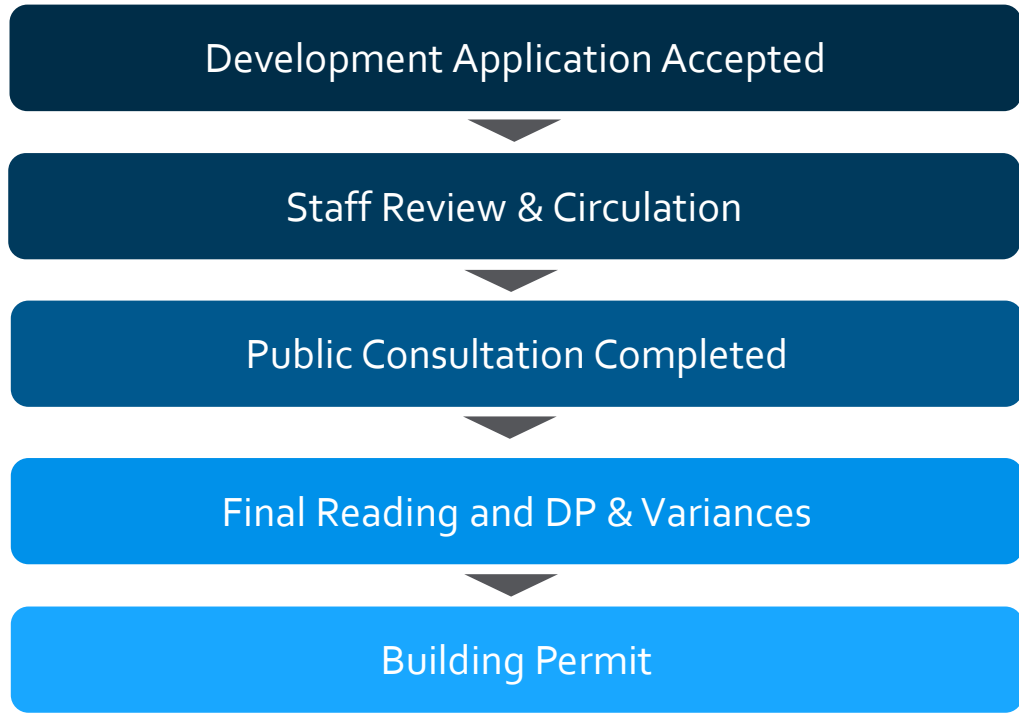 Development Application Accepted
Staff Review & Circulation
Public Consultation Completed
Final Reading and DP & Variances
Building Permit